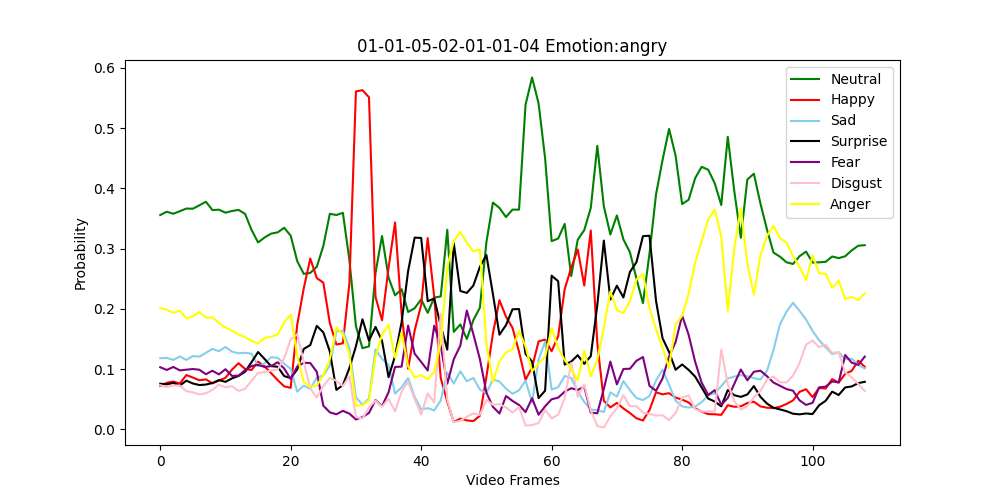 01-01-05-02-01-01-04 Emotion:angry
Probability
0.6
0.5
0.4
0.3
0.2
0.1
0.0
Neutral
Happy
Sad
Surprise
Fear
Disgust
Anger
0 20 40 60 80 100
Video Frames